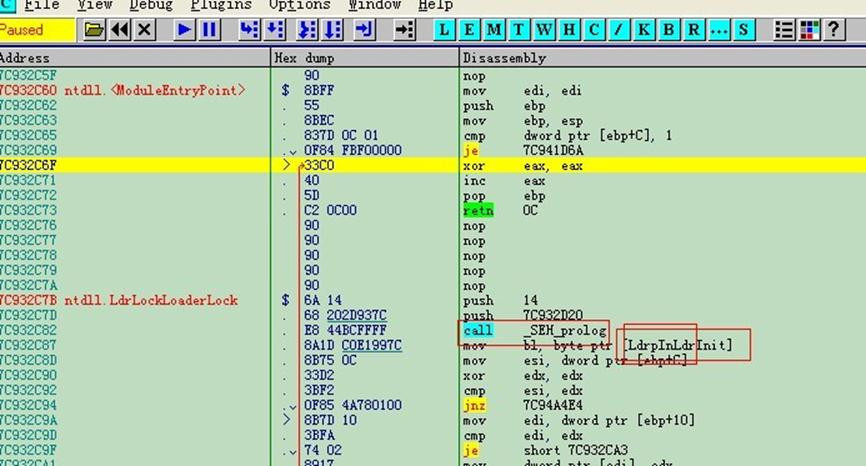 C File View Debug Plugins Options Window Help
Paused L E M T W H C / K B R ... S ?
Address Hex dump Disassembly
7C932C5F 90 nop
7C932C60 ntdll.<ModuleEntryPoint> $ 8BFF mov edi, edi
7C932C62 . 55 push ebp
7C932C63 . 8BEC mov ebp, esp
7C932C65 . 837D 0C 01 cmp dword ptr [ebp+C], 1
7C932C69 . 0F84 FBF00000 je 7C941D6A
7C932C6F > 33C0 xor eax, eax
7C932C71 . 40 inc eax
7C932C72 . 5D pop ebp
7C932C73 . C2 0C00 retn 0C
7C932C76 90 nop
7C932C77 90 nop
7C932C78 90 nop
7C932C79 90 nop
7C932C7A 90 nop
7C932C7B ntdll.LdrLockLoaderLock $ 6A 14 push 14
7C932C7D . 68 202D937C push 7C932D20
7C932C82 . E8 44BCFFFF call _SEH_prolog
7C932C87 . 8A1D C0E1997C mov bl, byte ptr [LdrpInLdrInit]
7C932C8D . 8B75 0C mov esi, dword ptr [ebp+C]
7C932C90 . 33D2 xor edx, edx
7C932C92 . 3BF2 cmp esi, edx
7C932C94 . 0F85 4A780100 jnz 7C94A4E4
7C932C9A > 8B7D 10 mov edi, dword ptr [ebp+10]
7C932C9D . 3BFA cmp edi, edx
7C932C9F . 74 02 je short 7C932CA3
7C932CA1 . 8917 mov dword ptr [edi], edx